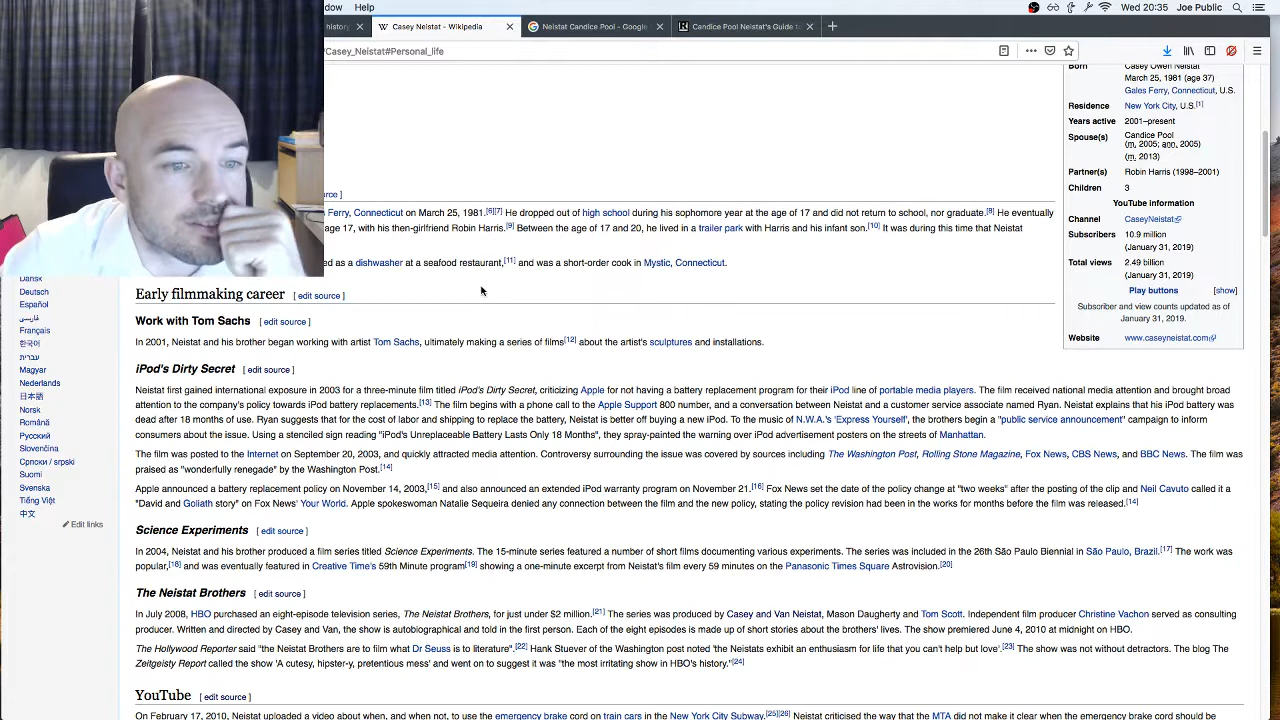 dow Help
Wed 20:35 Joe Public
history
Casey Neistat - Wikipedia
Neistat Candice Pool - Google
Candice Pool Neistat's Guide t
/Casey_Neistat#Personal_life
Born Casey Owen Neistat
March 25, 1981 (age 37)
Gales Ferry, Connecticut, U.S.
Residence New York City, U.S.[1]
Years active 2001–present
Spouse(s) Candice Pool
(m. 2005; ann. 2005)
(m. 2013)
Partner(s) Robin Harris (1998–2001)
Children 3
YouTube information
Channel CaseyNeistat
Subscribers 10.9 million
(January 31, 2019)
Total views 2.49 billion
(January 31, 2019)
Play buttons [show]
Subscriber and view counts updated as of
January 31, 2019.
Website www.caseyneistat.com
rce ]
Ferry, Connecticut on March 25, 1981.[6][7] He dropped out of high school during his sophomore year at the age of 17 and did not return to school, nor graduate.[8] He eventually
age 17, with his then-girlfriend Robin Harris.[9] Between the age of 17 and 20, he lived in a trailer park with Harris and his infant son.[10] It was during this time that Neistat
ed as a dishwasher at a seafood restaurant,[11] and was a short-order cook in Mystic, Connecticut.
Dansk
Deutsch
Español
فارسی
Français
한국어
עברית
Magyar
Nederlands
日本語
Norsk
Română
Русский
Slovenčina
Српски / srpski
Suomi
Svenska
Tiếng Việt
中文
Edit links
Early filmmaking career [ edit source ]
Work with Tom Sachs [ edit source ]
In 2001, Neistat and his brother began working with artist Tom Sachs, ultimately making a series of films[12] about the artist's sculptures and installations.
iPod's Dirty Secret [ edit source ]
Neistat first gained international exposure in 2003 for a three-minute film titled iPod's Dirty Secret, criticizing Apple for not having a battery replacement program for their iPod line of portable media players. The film received national media attention and brought broad
attention to the company's policy towards iPod battery replacements.[13] The film begins with a phone call to the Apple Support 800 number, and a conversation between Neistat and a customer service associate named Ryan. Neistat explains that his iPod battery was
dead after 18 months of use. Ryan suggests that for the cost of labor and shipping to replace the battery, Neistat is better off buying a new iPod. To the music of N.W.A.'s 'Express Yourself', the brothers begin a "public service announcement" campaign to inform
consumers about the issue. Using a stenciled sign reading "iPod's Unreplaceable Battery Lasts Only 18 Months", they spray-painted the warning over iPod advertisement posters on the streets of Manhattan.
The film was posted to the Internet on September 20, 2003, and quickly attracted media attention. Controversy surrounding the issue was covered by sources including The Washington Post, Rolling Stone Magazine, Fox News, CBS News, and BBC News. The film was
praised as "wonderfully renegade" by the Washington Post.[14]
Apple announced a battery replacement policy on November 14, 2003,[15] and also announced an extended iPod warranty program on November 21.[16] Fox News set the date of the policy change at "two weeks" after the posting of the clip and Neil Cavuto called it a
"David and Goliath story" on Fox News' Your World. Apple spokeswoman Natalie Sequeira denied any connection between the film and the new policy, stating the policy revision had been in the works for months before the film was released.[14]
Science Experiments [ edit source ]
In 2004, Neistat and his brother produced a film series titled Science Experiments. The 15-minute series featured a number of short films documenting various experiments. The series was included in the 26th São Paulo Biennial in São Paulo, Brazil.[17] The work was
popular,[18] and was eventually featured in Creative Time's 59th Minute program[19] showing a one-minute excerpt from Neistat's film every 59 minutes on the Panasonic Times Square Astrovision.[20]
The Neistat Brothers [ edit source ]
In July 2008, HBO purchased an eight-episode television series, The Neistat Brothers, for just under $2 million.[21] The series was produced by Casey and Van Neistat, Mason Daugherty and Tom Scott. Independent film producer Christine Vachon served as consulting
producer. Written and directed by Casey and Van, the show is autobiographical and told in the first person. Each of the eight episodes is made up of short stories about the brothers' lives. The show premiered June 4, 2010 at midnight on HBO.
The Hollywood Reporter said "the Neistat Brothers are to film what Dr Seuss is to literature".[22] Hank Stuever of the Washington post noted 'the Neistats exhibit an enthusiasm for life that you can't help but love'.[23] The show was not without detractors. The blog The
Zeitgeisty Report called the show 'A cutesy, hipster-y, pretentious mess' and went on to suggest it was "the most irritating show in HBO's history."[24]
YouTube [ edit source ]
On February 17, 2010, Neistat uploaded a video about when, and when not, to use the emergency brake cord on train cars in the New York City Subway.[25][26] Neistat criticised the way that the MTA did not make it clear when the emergency brake cord should be